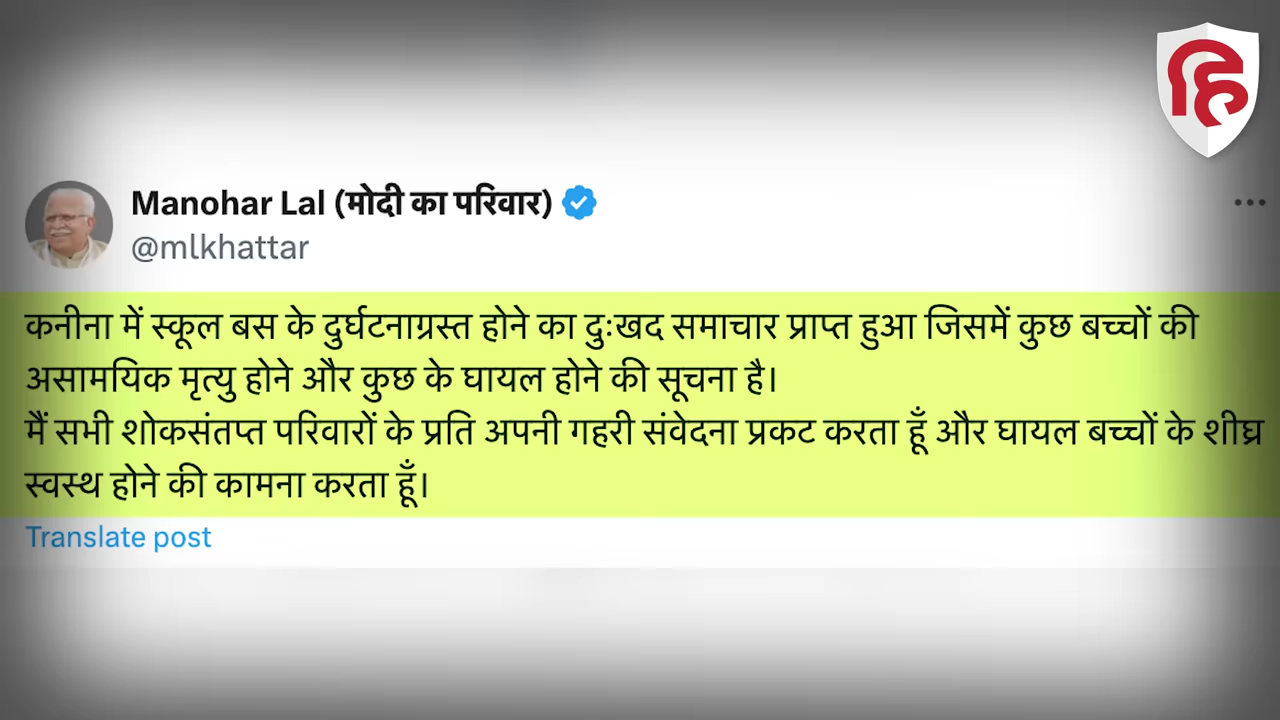 हि
Manohar Lal (मोदी का परिवार)
@mlkhattar
कनीना में स्कूल बस के दुर्घटनाग्रस्त होने का दुःखद समाचार प्राप्त हुआ जिसमें कुछ बच्चों की
असामयिक मृत्यु होने और कुछ के घायल होने की सूचना है।
मैं सभी शोकसंतप्त परिवारों के प्रति अपनी गहरी संवेदना प्रकट करता हूँ और घायल बच्चों के शीघ्र
स्वस्थ होने की कामना करता हूँ।
Translate post